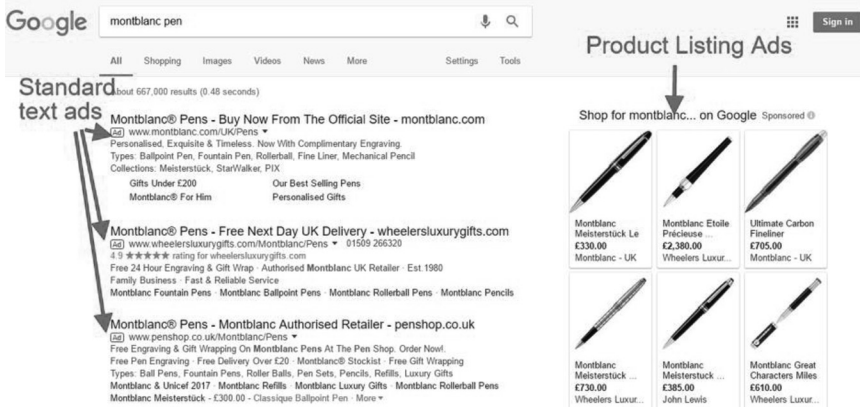 Google
montblanc pen
Sign in
All Shopping Images Videos News More Settings Tools
About 667,000 results (0.48 seconds)
Standard
text ads
Product Listing Ads
Montblanc® Pens - Buy Now From The Official Site - montblanc.com
Ad www.montblanc.com/UK/Pens
Personalised, Exquisite & Timeless. Now With Complimentary Engraving.
Types: Ballpoint Pen, Fountain Pen, Rollerball, Fine Liner, Mechanical Pencil
Collections: Meisterstück, StarWalker, PIX
Gifts Under £200 Our Best Selling Pens
Montblanc® For Him Personalised Gifts
Montblanc® Pens - Free Next Day UK Delivery - wheelersluxurygifts.com
Ad www.wheelersluxurygifts.com/Montblanc/Pens 01509 266320
4.9 ★★★★★ rating for wheelersluxurygifts.com
Free 24 Hour Engraving & Gift Wrap · Authorised Montblanc UK Retailer · Est.1980
Family Business · Fast & Reliable Service
Montblanc Fountain Pens · Montblanc Ballpoint Pens · Montblanc Rollerball Pens · Montblanc Pencils
Montblanc® Pens - Montblanc Authorised Retailer - penshop.co.uk
Ad www.penshop.co.uk/Montblanc/Pens
Free Engraving & Gift Wrapping On Montblanc Pens At The Pen Shop. Order Now!.
Free Pen Engraving · Free Delivery Over £20 · Montblanc® Stockist · Free Gift Wrapping
Types: Ball Pens, Fountain Pens, Roller Balls, Pen Sets, Pencils, Refills, Luxury Gifts
Montblanc & Unicef 2017 · Montblanc Refills · Montblanc Luxury Gifts · Montblanc Rollerball Pens
Montblanc Meisterstück - £300.00 - Classique Ballpoint Pen · More
Shop for montblanc... on Google Sponsored
Montblanc Montblanc Etoile Ultimate Carbon
Meisterstück Le Précieuse ... Fineliner
£330.00 £2,380.00 £705.00
Montblanc - UK Wheelers Luxur... Montblanc - UK
Montblanc Montblanc Montblanc Great
Meisterstück ... Meisterstuck ... Characters Miles
£730.00 £385.00 £610.00
Wheelers Luxur... John Lewis Wheelers Luxur...